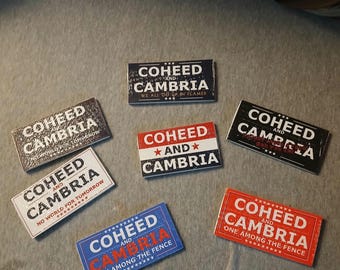 COHEED
AND
CAMBRIA
WE ALL GO UP IN FLAMES
COHEED
AND
CAMBRIA
COHEED
AND
CAMBRIA
COHEED
AND
CAMBRIA
COHEED
AND
CAMBRIA
NO WORLD FOR TOMORROW
COHEED
AND
CAMBRIA
AMONG THE FENCE
COHEED
AND
CAMBRIA
ONE AMONG THE FENCE